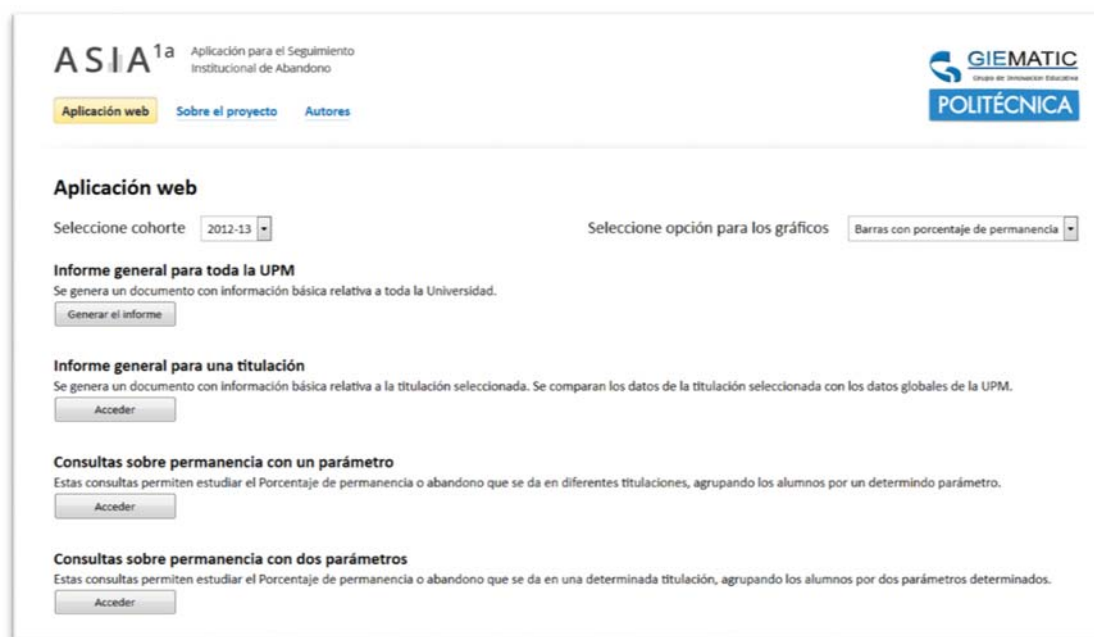 ASIA 1a Aplicación para el Seguimiento
Institucional de Abandono
GIEMATIC
Grupo de Innovación Educativa
POLITÉCNICA
Aplicación web Sobre el proyecto Autores
Aplicación web
Seleccione cohorte 2012-13 Seleccione opción para los gráficos Barras con porcentaje de permanencia
Informe general para toda la UPM
Se genera un documento con información básica relativa a toda la Universidad.
Generar el informe
Informe general para una titulación
Se genera un documento con información básica relativa a la titulación seleccionada. Se comparan los datos de la titulación seleccionada con los datos globales de la UPM.
Acceder
Consultas sobre permanencia con un parámetro
Estas consultas permiten estudiar el Porcentaje de permanencia o abandono que se da en diferentes titulaciones, agrupando los alumnos por un determindo parámetro.
Acceder
Consultas sobre permanencia con dos parámetros
Estas consultas permiten estudiar el Porcentaje de permanencia o abandono que se da en una determinada titulación, agrupando los alumnos por dos parámetros determinados.
Acceder